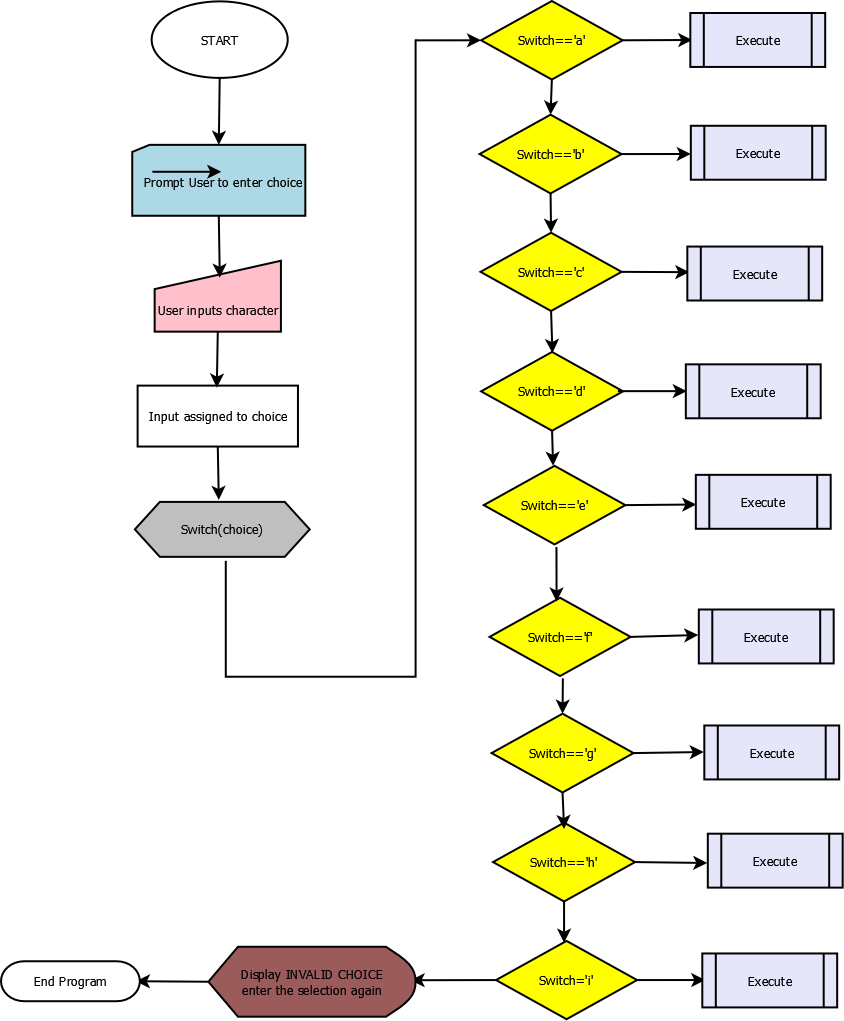 START
Prompt User to enter choice
User inputs character
Input assigned to choice
Switch(choice)
Switch=='a'
Execute
Switch=='b'
Execute
Switch=='c'
Execute
Switch=='d'
Execute
Switch=='e'
Execute
Switch=='f'
Execute
Switch=='g'
Execute
Switch=='h'
Execute
Switch='i'
Execute
Display INVALID CHOICE
enter the selection again
End Program